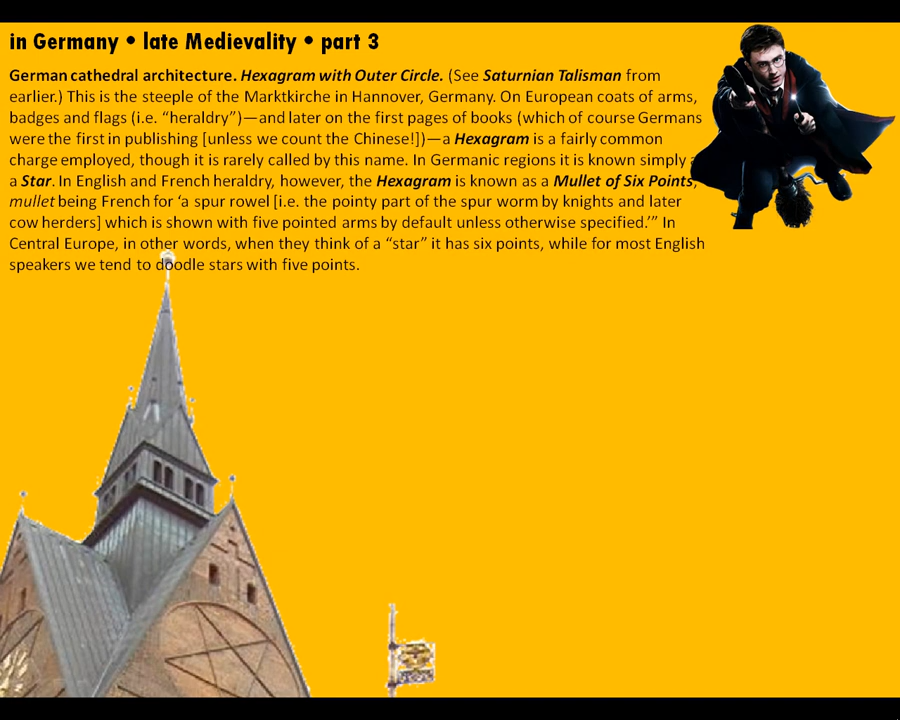 in Germany • late Medievality • part 3
German cathedral architecture. Hexagram with Outer Circle. (See Saturnian Talisman from
earlier.) This is the steeple of the Marktkirche in Hannover, Germany. On European coats of arms,
badges and flags (i.e. “heraldry”)—and later on the first pages of books (which of course Germans
were the first in publishing [unless we count the Chinese!])—a Hexagram is a fairly common
charge employed, though it is rarely called by this name. In Germanic regions it is known simply as
a Star. In English and French heraldry, however, the Hexagram is known as a Mullet of Six Points,
mullet being French for ‘a spur rowel [i.e. the pointy part of the spur worm by knights and later
cow herders] which is shown with five pointed arms by default unless otherwise specified.’” In
Central Europe, in other words, when they think of a “star” it has six points, while for most English
speakers we tend to doodle stars with five points.